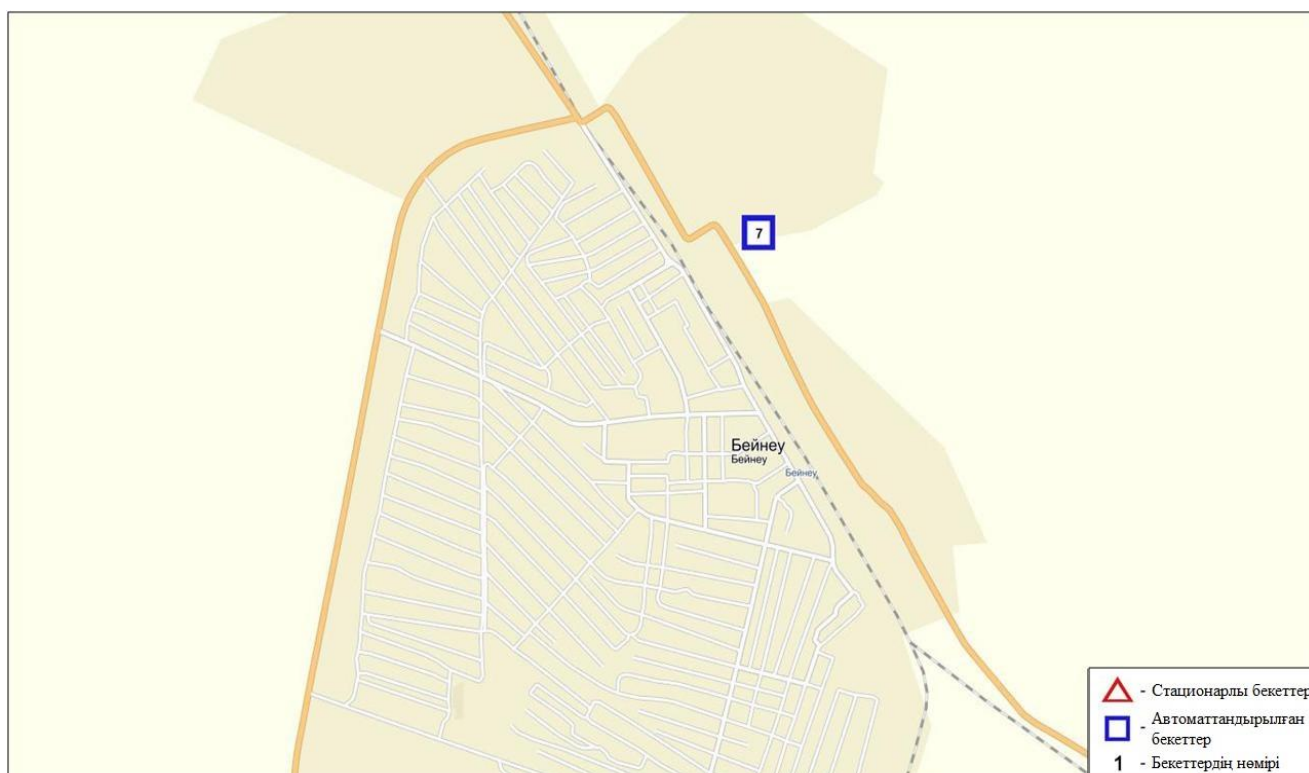 7
Бейнеу
Бейнеу
Бейнеу
- Стационарлы бекеттер
- Автоматтандырылған
бекеттер
1 - Бекеттердің нөмірі